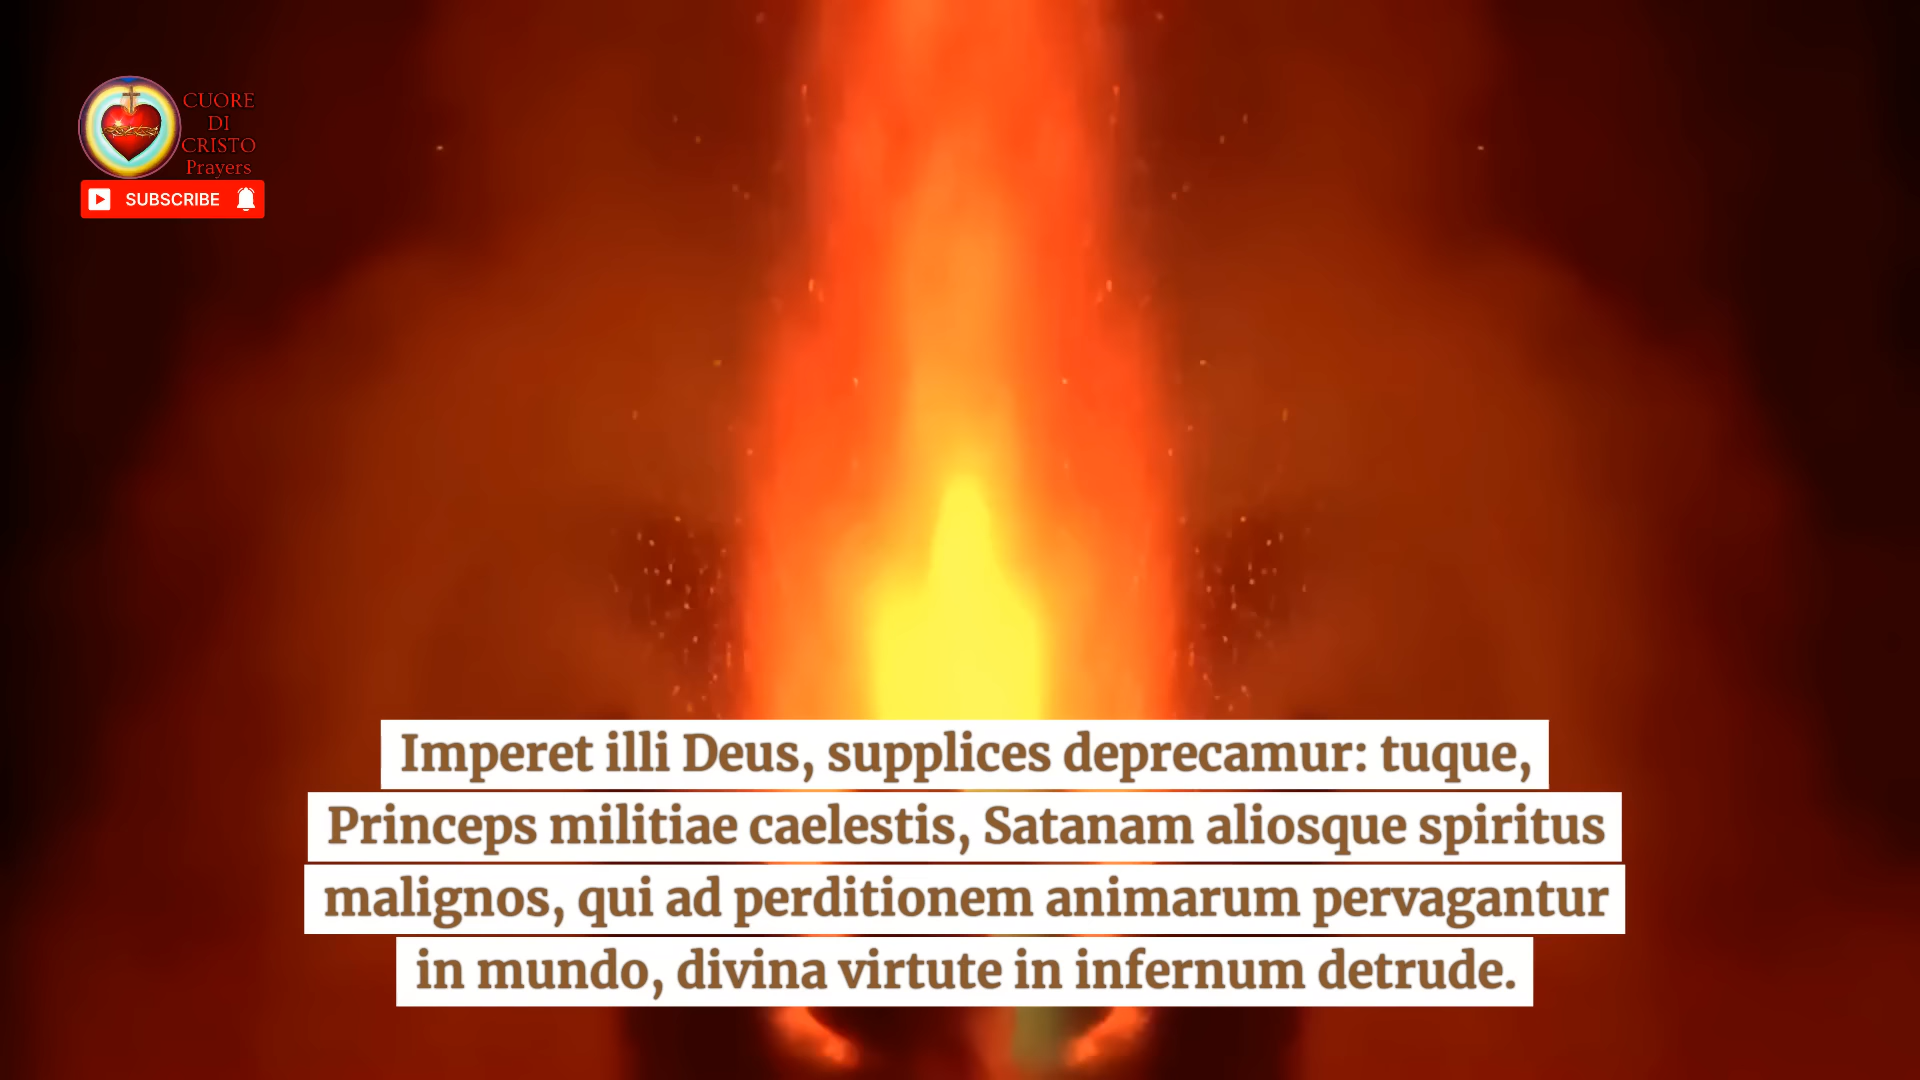 CUORE
DI
CRISTO
Prayers
SUBSCRIBE
Imperet illi Deus, supplices deprecamur: tuque,
Princeps militiae caelestis, Satanam aliosque spiritus
malignos, qui ad perditionem animarum pervagantur
in mundo, divina virtute in infernum detrude.